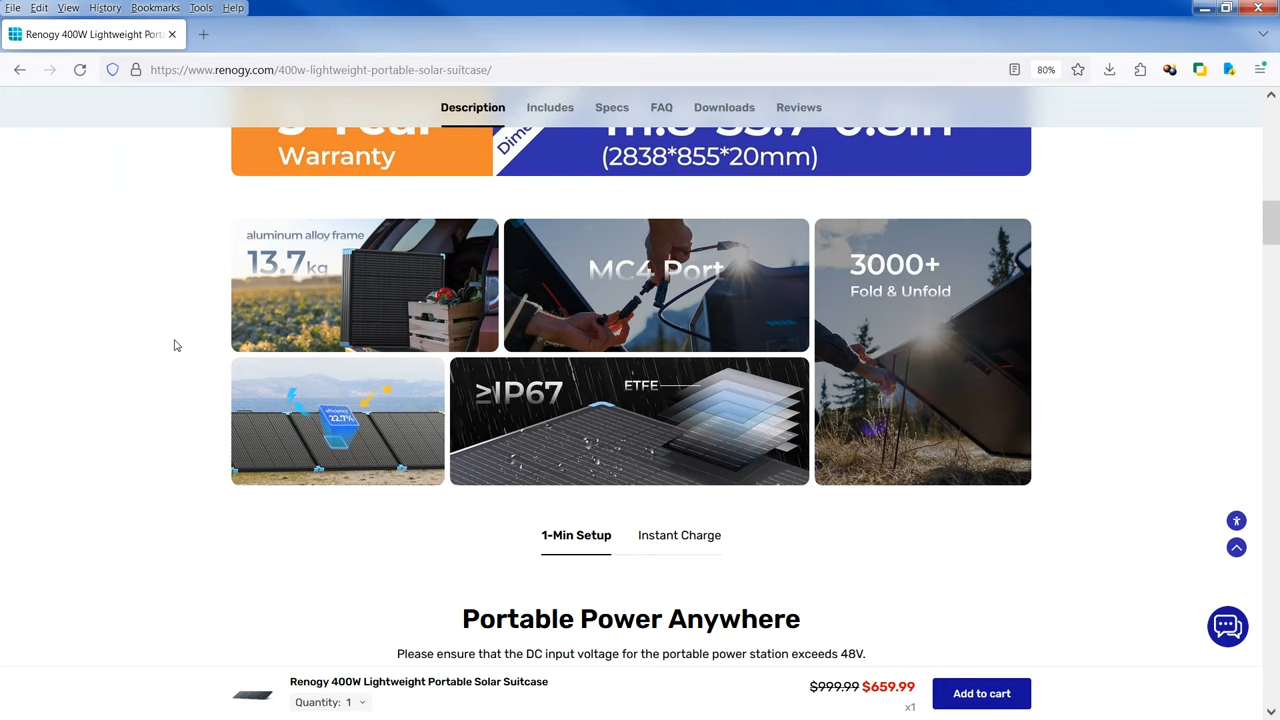 File Edit View History Bookmarks Tools Help
Renogy 400W Lightweight Port
https://www.renogy.com/400w-lightweight-portable-solar-suitcase/
80%
Description Includes Specs FAQ Downloads Reviews
Warranty
(2838*855*20mm)
aluminum alloy frame
13.7kg
MC4 Port
3000+
Fold & Unfold
efficiency
22.7%
≥IP67
ETFE
1-Min Setup Instant Charge
Portable Power Anywhere
Please ensure that the DC input voltage for the portable power station exceeds 48V.
Renogy 400W Lightweight Portable Solar Suitcase
Quantity: 1
$999.99 $659.99
x1
Add to cart